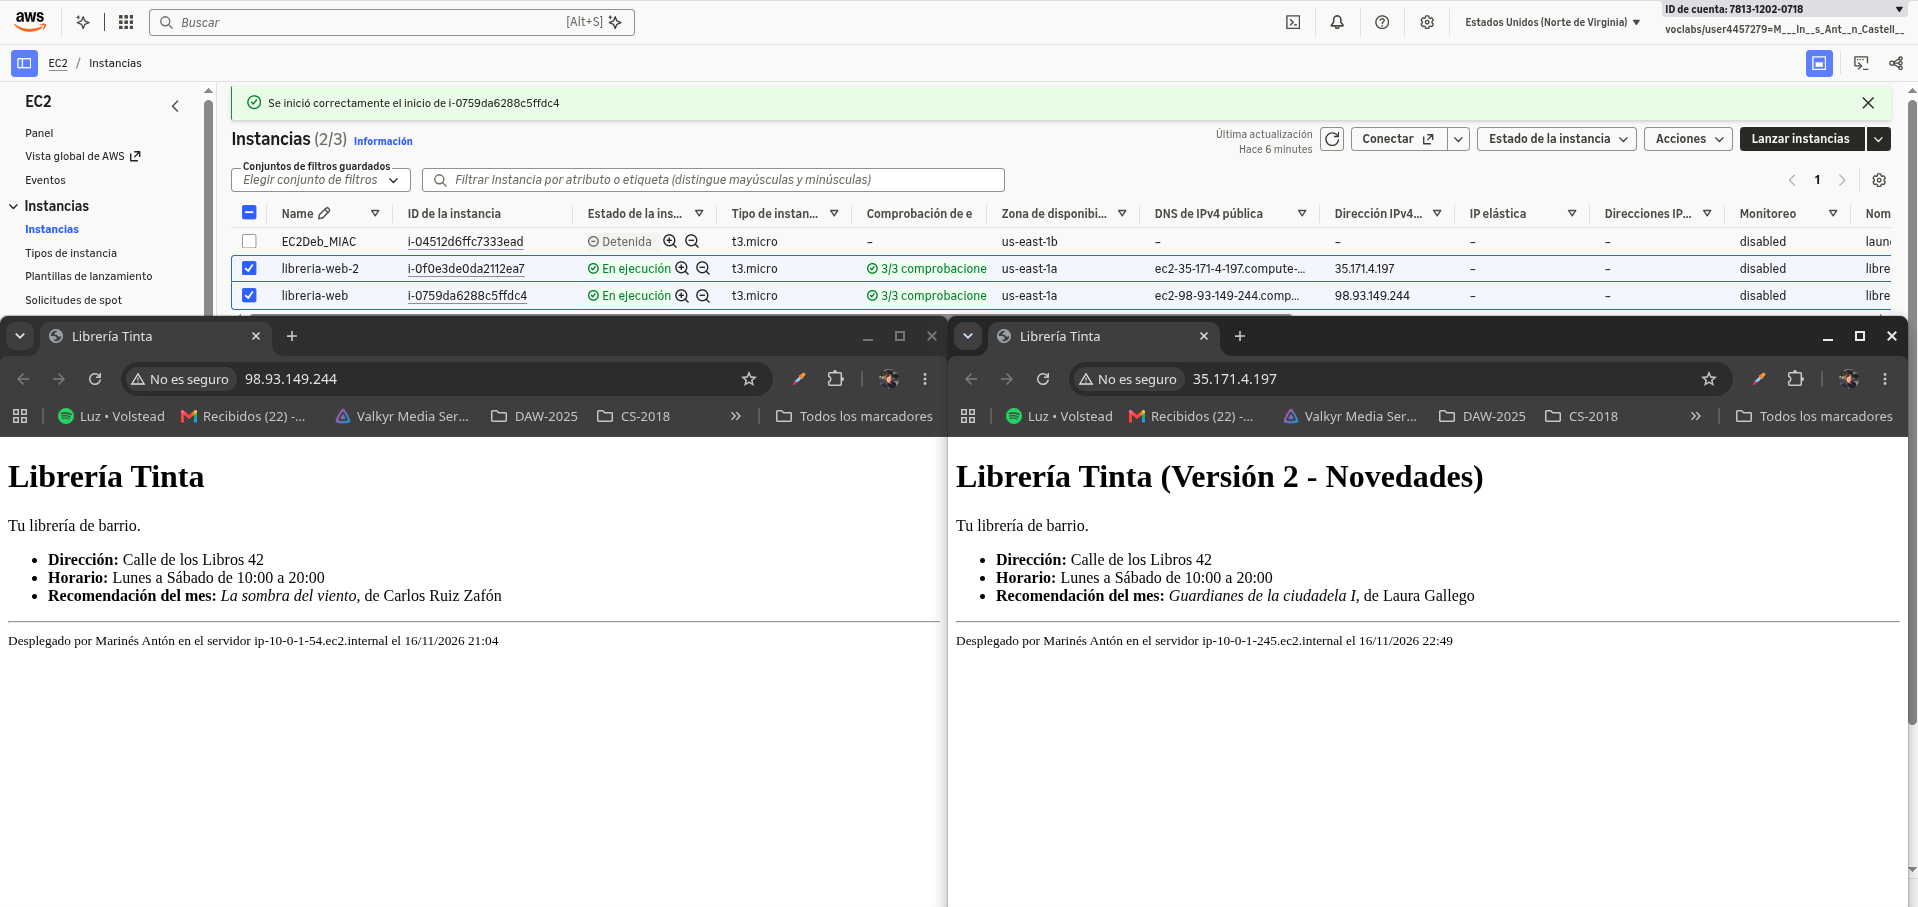 aws
Buscar
[Alt+S]
Estados Unidos (Norte de Virginia)
ID de cuenta: 7813-1202-0718
voclabs/user4457279=M___In__s_Ant__n_Castell__
EC2 / Instancias
EC2
Panel
Vista global de AWS
Eventos
Instancias
Instancias
Tipos de instancia
Plantillas de lanzamiento
Solicitudes de spot
Se inició correctamente el inicio de i-0759da6288c5ffdc4
Instancias (2/3) Información
Última actualización
Hace 6 minutes
Conectar
Estado de la instancia
Acciones
Lanzar instancias
Conjuntos de filtros guardados
Elegir conjunto de filtros
Filtrar Instancia por atributo o etiqueta (distingue mayúsculas y minúsculas)
1
Name ID de la instancia Estado de la ins... Tipo de instan... Comprobación de e Zona de disponibi... DNS de IPv4 pública Dirección IPv4... IP elástica Direcciones IP... Monitoreo Nom
EC2Deb_MIAC i-04512d6ffc7333ead Detenida t3.micro – us-east-1b – – – – disabled laun
libreria-web-2 i-0f0e3de0da2112ea7 En ejecución t3.micro 3/3 comprobacione us-east-1a ec2-35-171-4-197.compute-... 35.171.4.197 – – disabled libre
libreria-web i-0759da6288c5ffdc4 En ejecución t3.micro 3/3 comprobacione us-east-1a ec2-98-93-149-244.comp... 98.93.149.244 – – disabled libre
Librería Tinta
No es seguro 98.93.149.244
Luz • Volstead Recibidos (22) -... Valkyr Media Ser... DAW-2025 CS-2018 » Todos los marcadores
Librería Tinta
Tu librería de barrio.
• Dirección: Calle de los Libros 42
• Horario: Lunes a Sábado de 10:00 a 20:00
• Recomendación del mes: La sombra del viento, de Carlos Ruiz Zafón
Desplegado por Marinés Antón en el servidor ip-10-0-1-54.ec2.internal el 16/11/2026 21:04
Librería Tinta
No es seguro 35.171.4.197
Luz • Volstead Recibidos (22) -... Valkyr Media Ser... DAW-2025 CS-2018 » Todos los marcadores
Librería Tinta (Versión 2 - Novedades)
Tu librería de barrio.
• Dirección: Calle de los Libros 42
• Horario: Lunes a Sábado de 10:00 a 20:00
• Recomendación del mes: Guardianes de la ciudadela I, de Laura Gallego
Desplegado por Marinés Antón en el servidor ip-10-0-1-245.ec2.internal el 16/11/2026 22:49